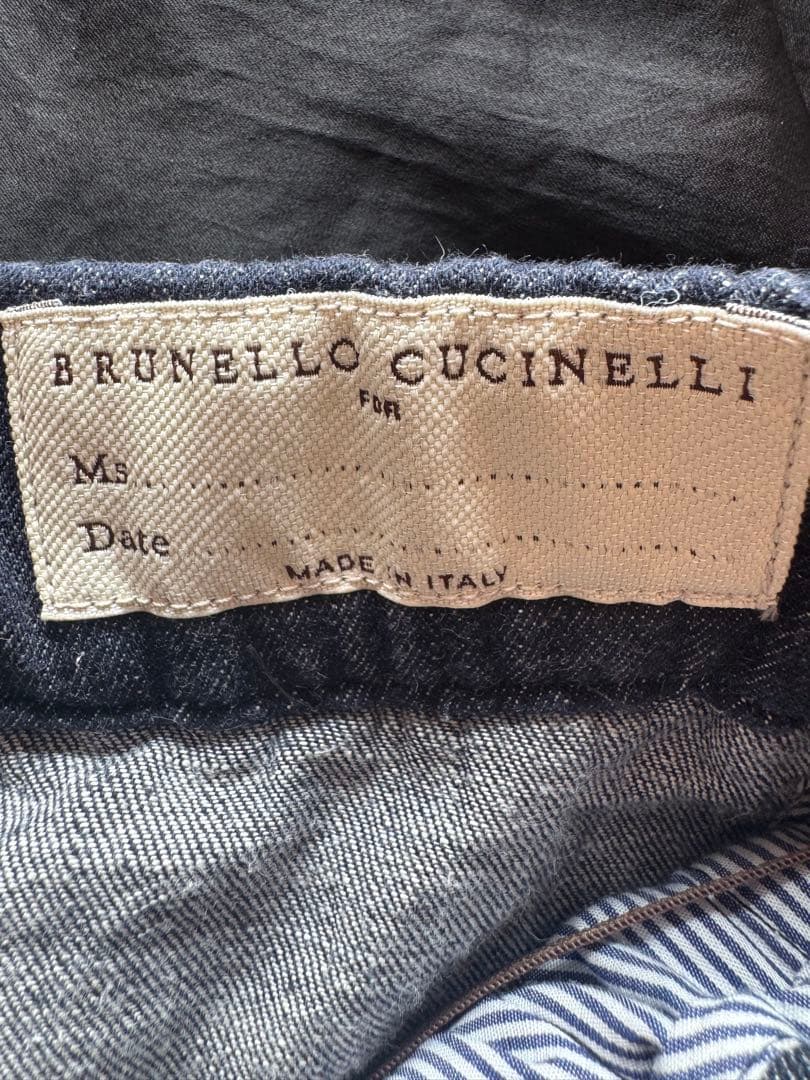 BRUNELLO CUCINELLI
FOR
Ms
Date
MADE IN ITALY